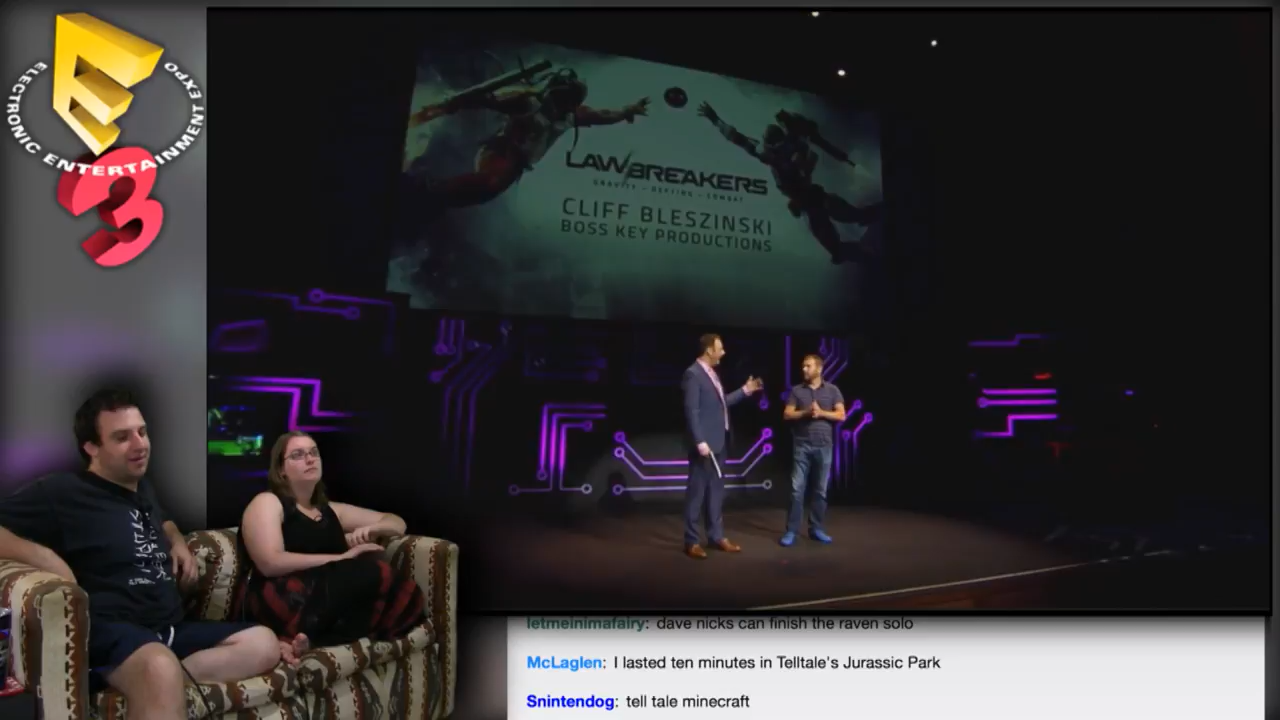 ELECTRONIC ENTERTAINMENT EXPO
E
3
LAWBREAKERS
GRAVITY - DEFYING - COMBAT
CLIFF BLESZINSKI
BOSS KEY PRODUCTIONS
letmeinimafairy: dave nicks can finish the raven solo
McLaglen: I lasted ten minutes in Telltale's Jurassic Park
Snintendog: tell tale minecraft